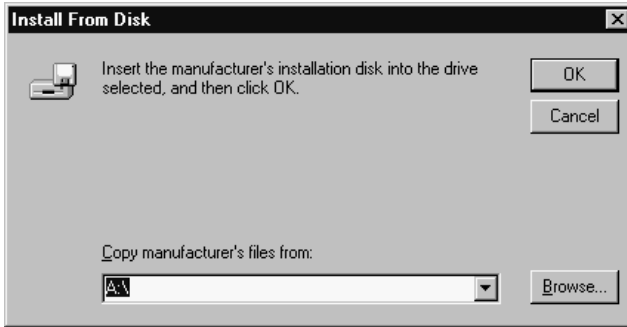 Install From Disk
Insert the manufacturer's installation disk into the drive
selected, and then click OK.
OK
Cancel
Copy manufacturer's files from:
A:\
Browse...